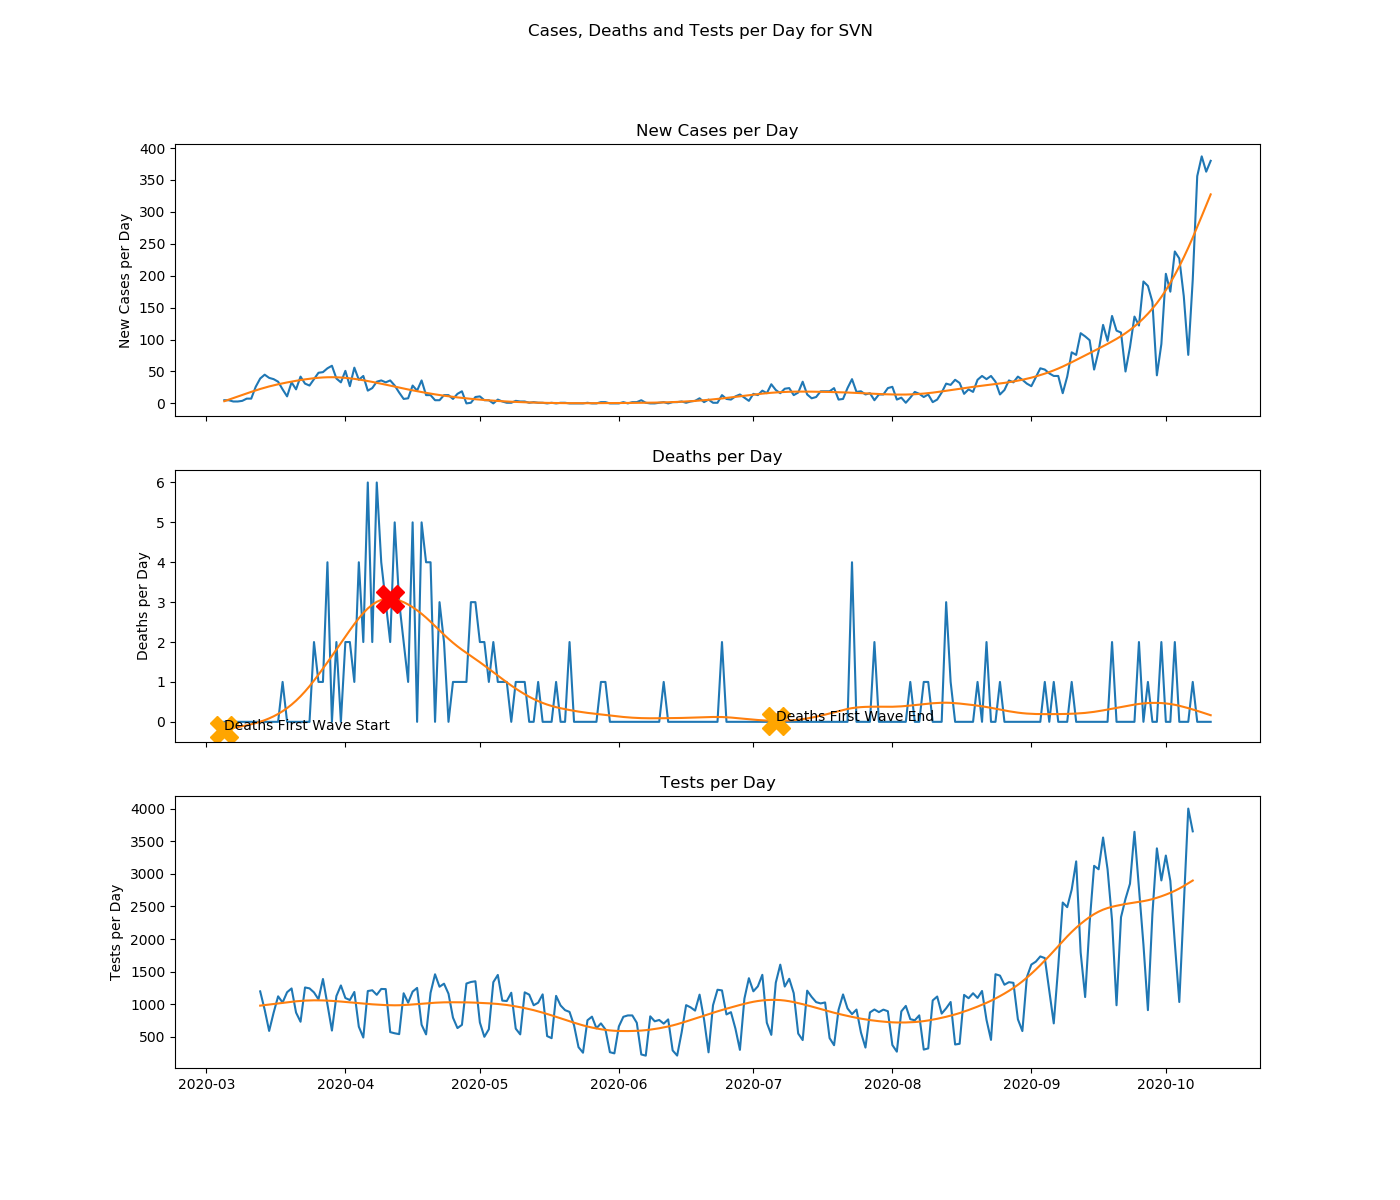 Cases, Deaths and Tests per Day for SVN
New Cases per Day
New Cases per Day
400
350
300
250
200
150
100
50
0
Deaths per Day
Deaths per Day
6
5
4
3
2
1
0
Deaths First Wave Start
Deaths First Wave End
Tests per Day
Tests per Day
4000
3500
3000
2500
2000
1500
1000
500
2020-03 2020-04 2020-05 2020-06 2020-07 2020-08 2020-09 2020-10